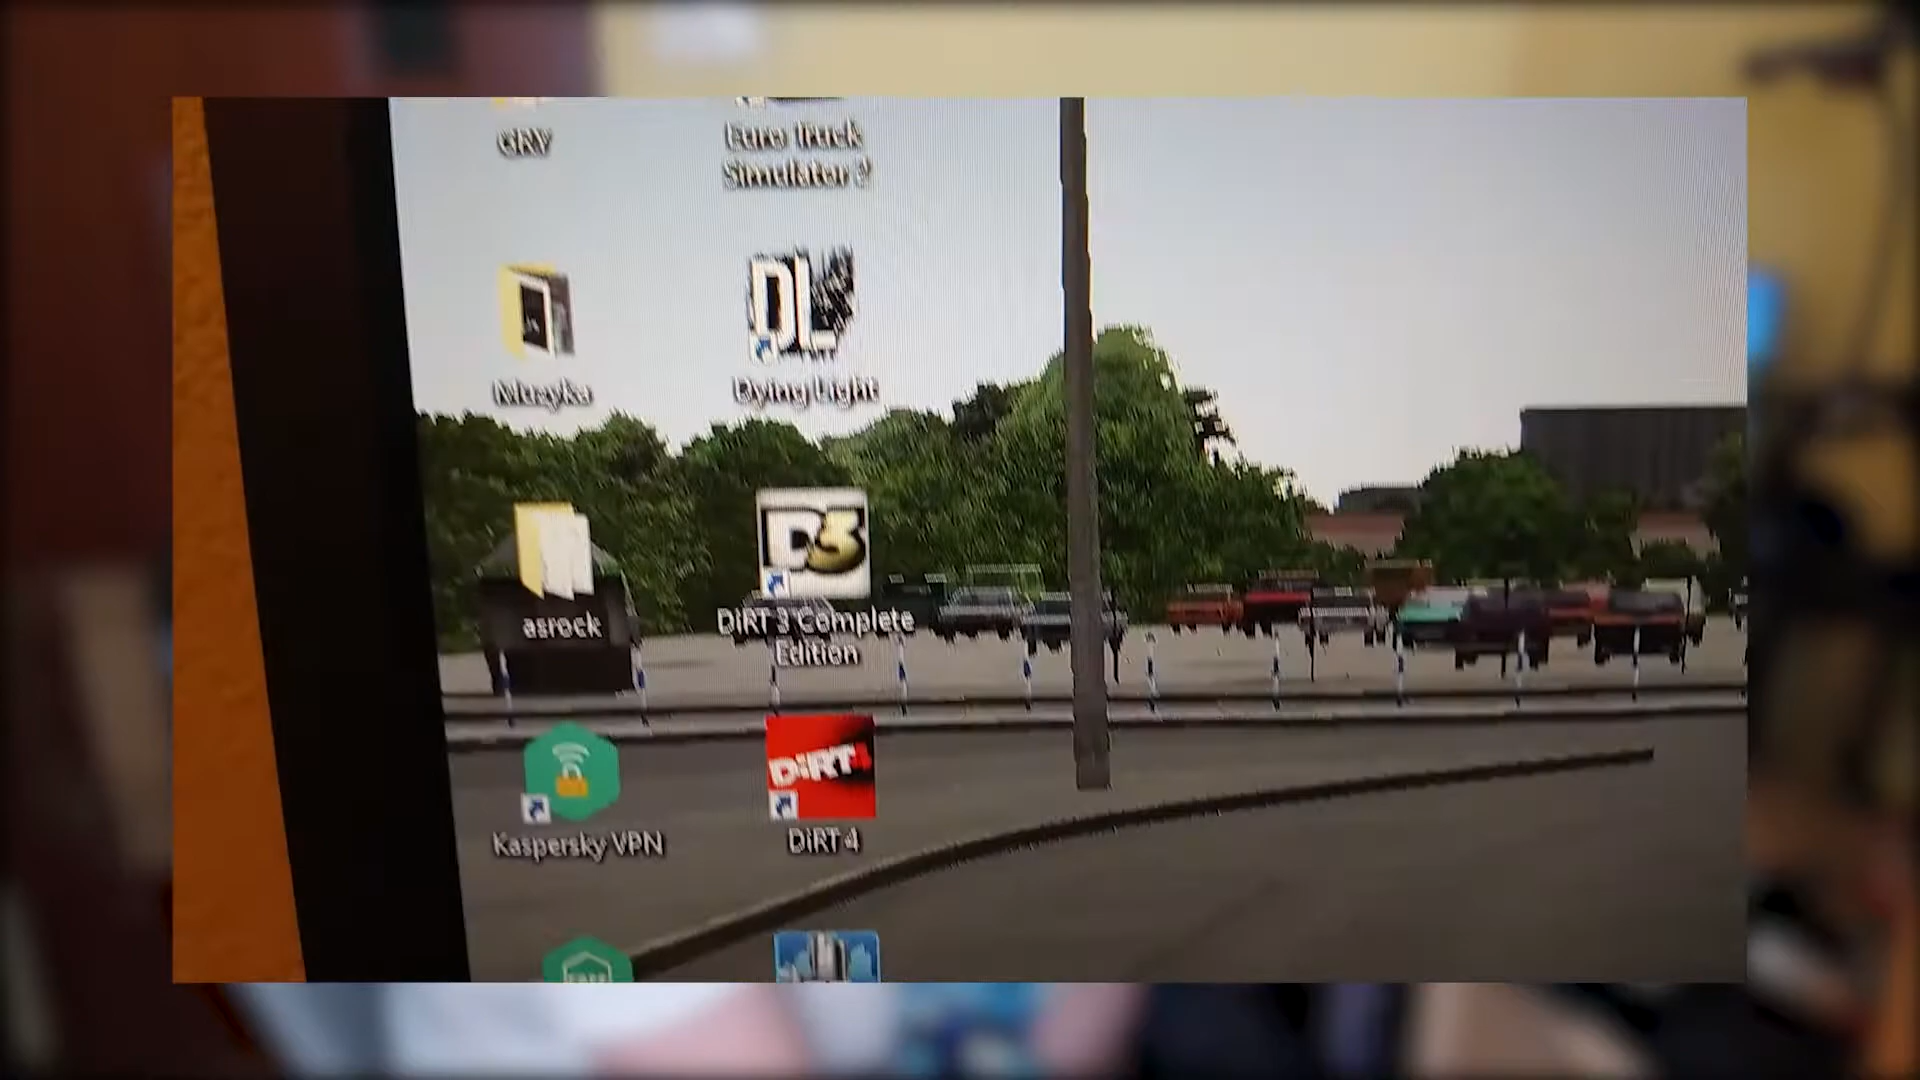 GRY
Euro Truck
Simulator 2
Muzyka
DL
Dying Light
asrock
D3
DiRT 3 Complete
Edition
Kaspersky VPN
DiRT4
DiRT 4
FREE